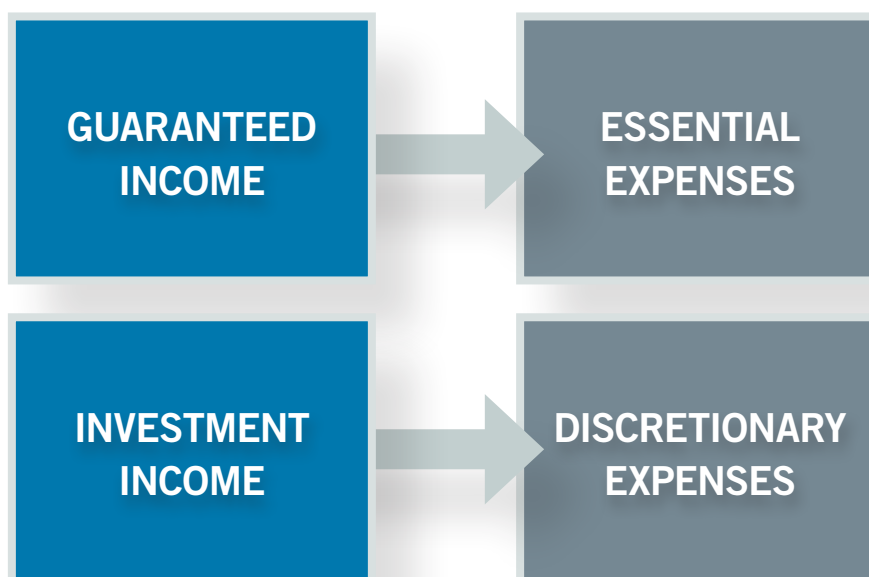 GUARANTEED
INCOME
ESSENTIAL
EXPENSES
INVESTMENT
INCOME
DISCRETIONARY
EXPENSES